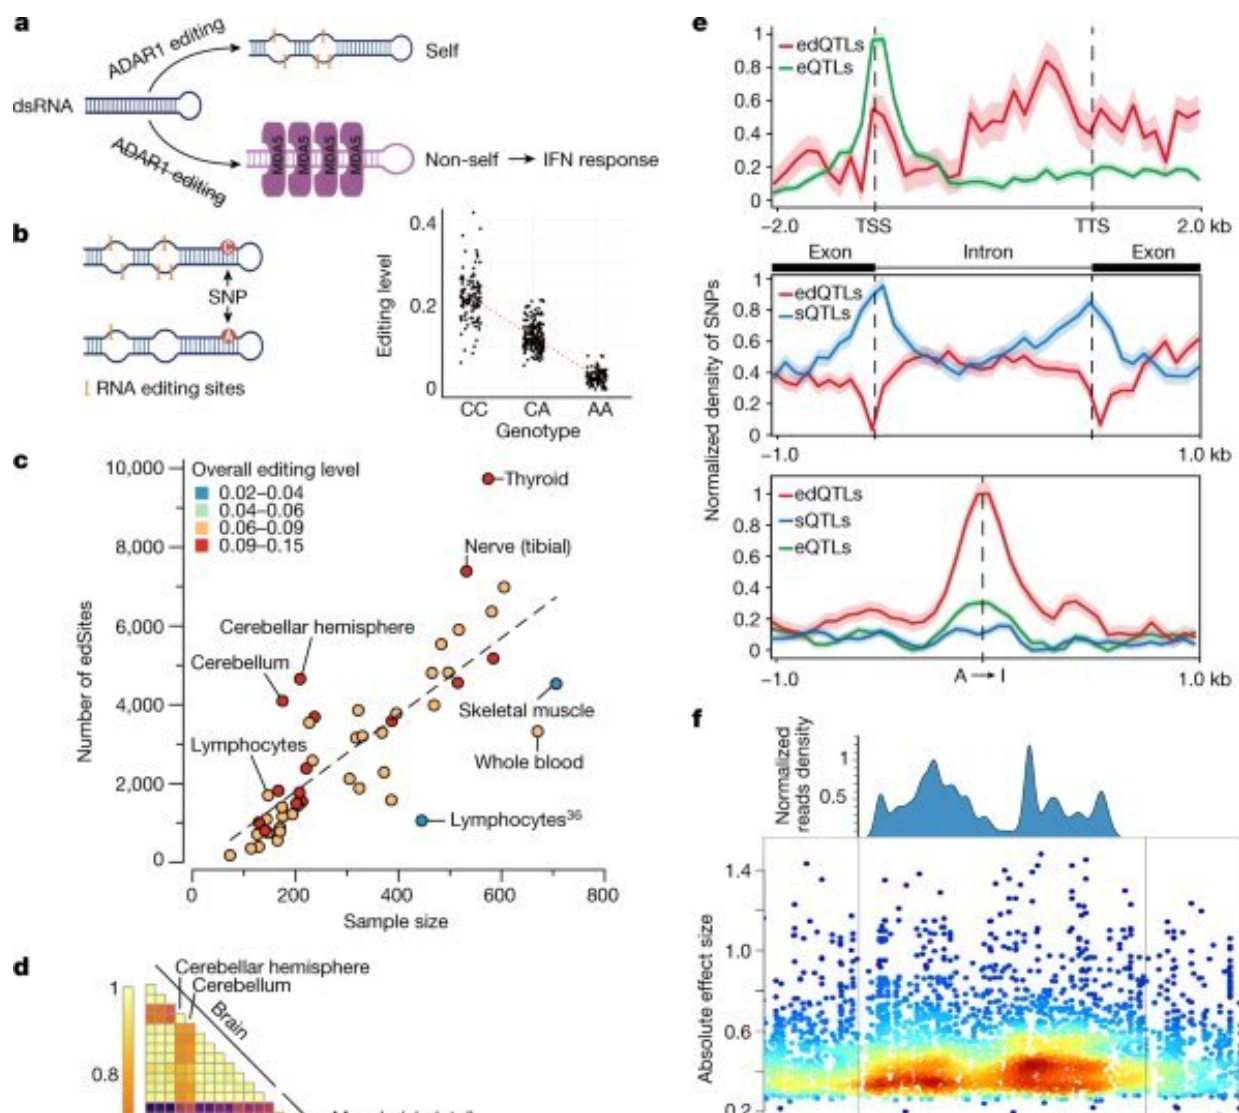 a
ADAR1 editing
Self
dsRNA
ADAR1 editing
MDA5
MDA5
MDA5
MDA5
Non-self → IFN response
b
C
SNP
A
I RNA editing sites
0.4
0.2
0
Editing level
CC CA AA
Genotype
c
10,000
8,000
6,000
4,000
2,000
0
Number of edSites
Overall editing level
0.02–0.04
0.04–0.06
0.06–0.09
0.09–0.15
Thyroid
Nerve (tibial)
Cerebellar hemisphere
Cerebellum
Skeletal muscle
Lymphocytes
Whole blood
Lymphocytes36
0 200 400 600 800
Sample size
d
Cerebellar hemisphere
Cerebellum
Brain
1
0.8
e
edQTLs
eQTLs
1
0.8
0.6
0.4
0.2
0
−2.0 TSS TTS 2.0 kb
Exon Intron Exon
Normalized density of SNPs
edQTLs
sQTLs
1
0.8
0.6
0.4
0.2
0
−1.0 1.0 kb
edQTLs
sQTLs
eQTLs
1
0.8
0.6
0.4
0.2
0
−1.0 A → I 1.0 kb
f
Normalized
reads density
1
0.5
Absolute effect size
1.4
1.0
0.6
0.2